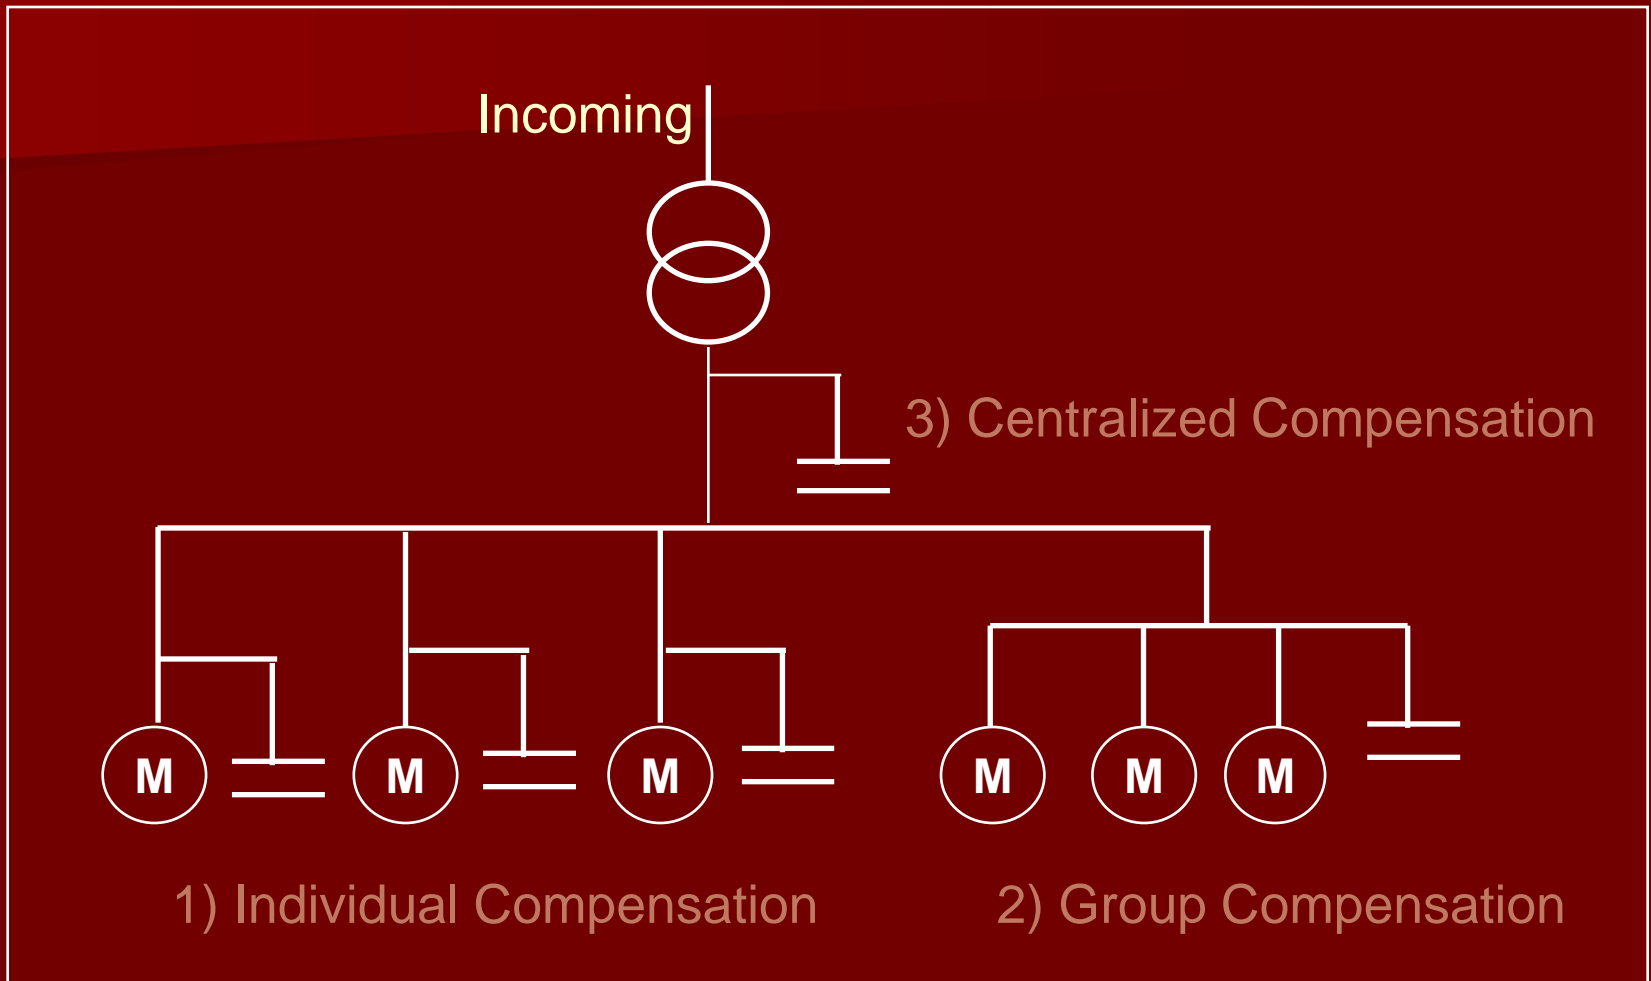 Incoming
3) Centralized Compensation
M M M M M M
1) Individual Compensation 2) Group Compensation